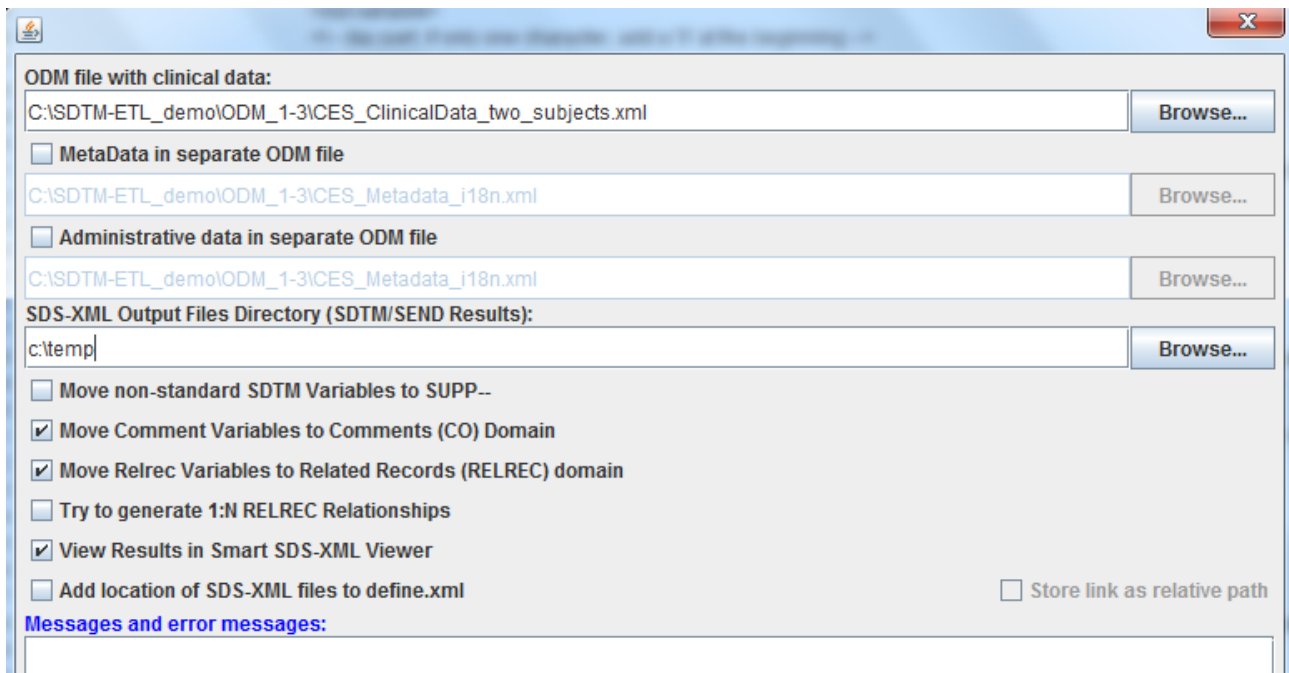 ODM file with clinical data:
C:\SDTM-ETL_demo\ODM_1-3\CES_ClinicalData_two_subjects.xml Browse...
MetaData in separate ODM file
C:\SDTM-ETL_demo\ODM_1-3\CES_Metadata_i18n.xml Browse...
Administrative data in separate ODM file
C:\SDTM-ETL_demo\ODM_1-3\CES_Metadata_i18n.xml Browse...
SDS-XML Output Files Directory (SDTM/SEND Results):
c:\temp Browse...
Move non-standard SDTM Variables to SUPP--
Move Comment Variables to Comments (CO) Domain
Move Relrec Variables to Related Records (RELREC) domain
Try to generate 1:N RELREC Relationships
View Results in Smart SDS-XML Viewer
Add location of SDS-XML files to define.xml Store link as relative path
Messages and error messages: